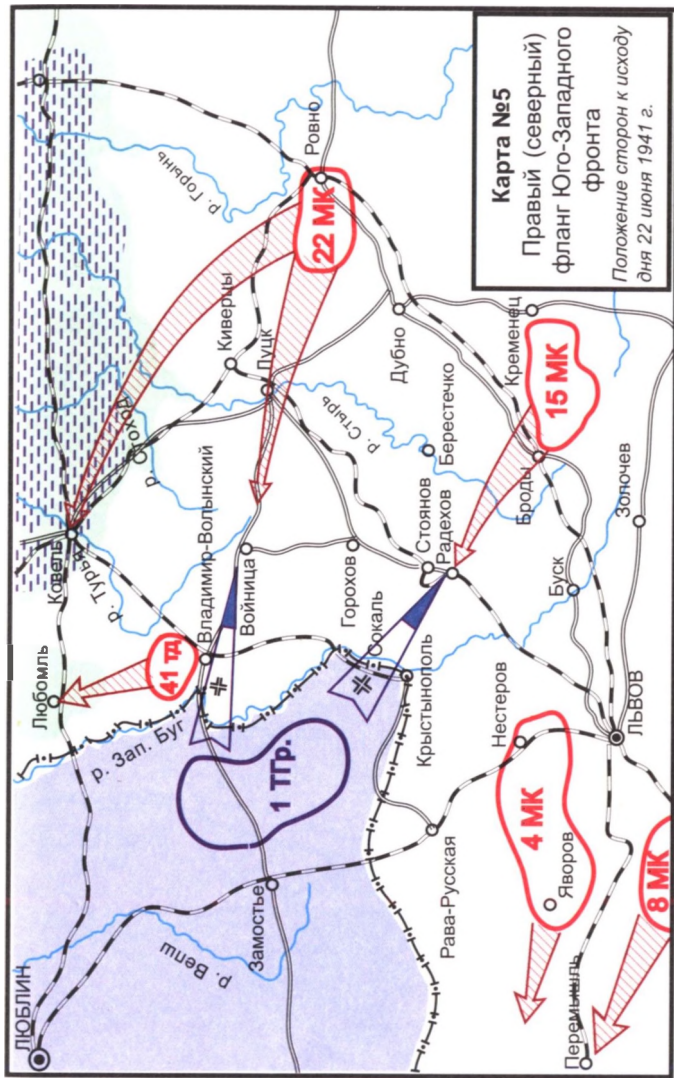 ЛЮБЛИН
Любомль
Ковель
р. Турья
р. Стоход
р. Горынь
р. Зап. Буг
41 тд
Владимир-Волынский
Киверцы
р. Вепш
Войница
Луцк
22 МК
Ровно
1 ТГр.
Замостье
Горохов
р. Стырь
Сокаль
Стоянов
Берестечко
Дубно
Крыстынополь
Радехов
Рава-Русская
Броды
Кременец
15 МК
Нестеров
Буск
4 МК
Яворов
Золочев
ЛЬВОВ
Перемышль
8 МК
Карта №5
Правый (северный)
фланг Юго-Западного
фронта
Положение сторон к исходу
дня 22 июня 1941 г.